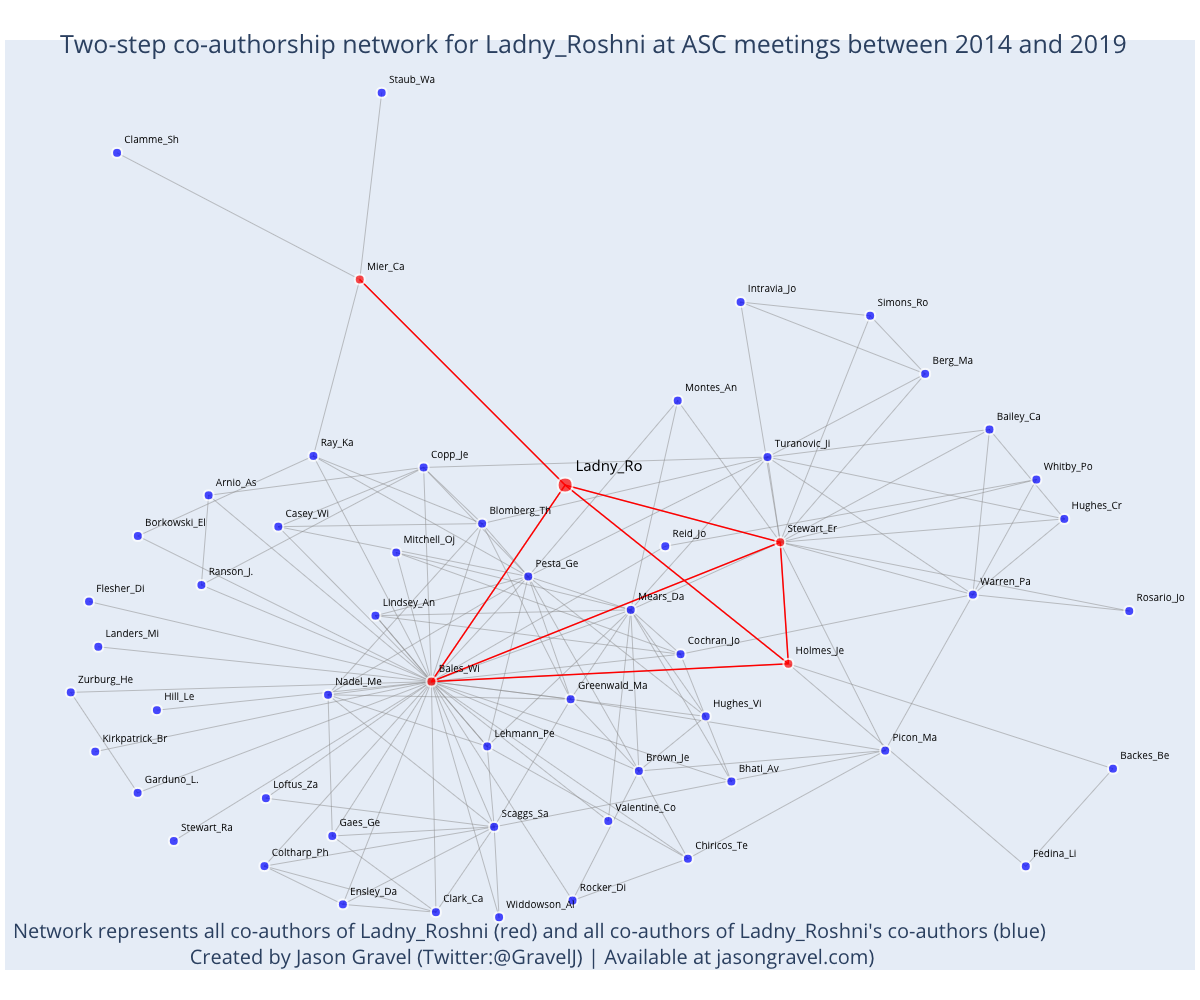 Two-step co-authorship network for Ladny_Roshni at ASC meetings between 2014 and 2019
Staub_Wa
Clamme_Sh
Mier_Ca
Intravia_Jo
Simons_Ro
Berg_Ma
Montes_An
Bailey_Ca
Ray_Ka
Copp_Je
Turanovic_Ji
Ladny_Ro
Whitby_Po
Arnio_As
Hughes_Cr
Casey_Wi
Blomberg_Th
Borkowski_El
Stewart_Er
Reid_Jo
Mitchell_Oj
Pesta_Ge
Ranson_J.
Warren_Pa
Flesher_Di
Mears_Da
Rosario_Jo
Lindsey_An
Landers_Mi
Cochran_Jo
Holmes_Je
Bales_Wi
Zurburg_He
Nadel_Me
Greenwald_Ma
Hill_Le
Hughes_Vi
Kirkpatrick_Br
Lehmann_Pe
Picon_Ma
Brown_Je
Backes_Be
Bhati_Av
Garduno_L.
Loftus_Za
Valentine_Co
Scaggs_Sa
Stewart_Ra
Gaes_Ge
Chiricos_Te
Coltharp_Ph
Fedina_Li
Rocker_Di
Ensley_Da
Clark_Ca
Widdowson_Al
Network represents all co-authors of Ladny_Roshni (red) and all co-authors of Ladny_Roshni's co-authors (blue)
Created by Jason Gravel (Twitter:@GravelJ) | Available at jasongravel.com)